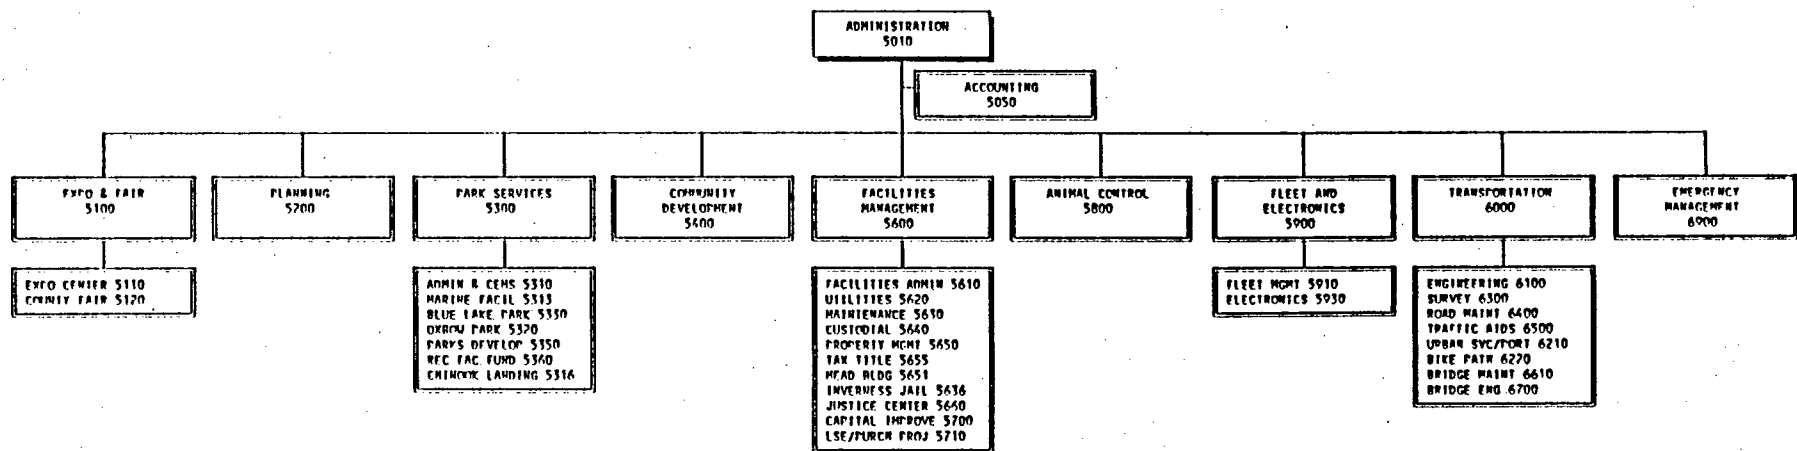 ADMINISTRATION
5010
ACCOUNTING
5050
EXPO & FAIR
5100
PLANNING
5200
PARK SERVICES
5300
COMMUNITY
DEVELOPMENT
5400
FACILITIES
MANAGEMENT
5600
ANIMAL CONTROL
5800
FLEET AND
ELECTRONICS
5900
TRANSPORTATION
6000
EMERGENCY
MANAGEMENT
6900
EXPO CENTER 5110
COUNTY FAIR 5120
ADMIN & CEMS 5310
MARINE FACIL 5313
BLUE LAKE PARK 5330
OXBOW PARK 5320
PARKS DEVELOP 5350
REC FAC FUND 5360
CHINOOK LANDING 5316
FACILITIES ADMIN 5610
UTILITIES 5620
MAINTENANCE 5630
CUSTODIAL 5640
PROPERTY MGMT 5650
TAX TITLE 5655
MEAD BLDG 5651
INVERNESS JAIL 5636
JUSTICE CENTER 5660
CAPITAL IMPROVE 5700
LSE/PURCH PROJ 5710
FLEET MGMT 5910
ELECTRONICS 5930
ENGINEERING 6100
SURVEY 6300
ROAD MAINT 6400
TRAFFIC AIDS 6500
URBAN SVC/PORT 6210
BIKE PATH 6220
BRIDGE MAINT 6610
BRIDGE ENG 6700